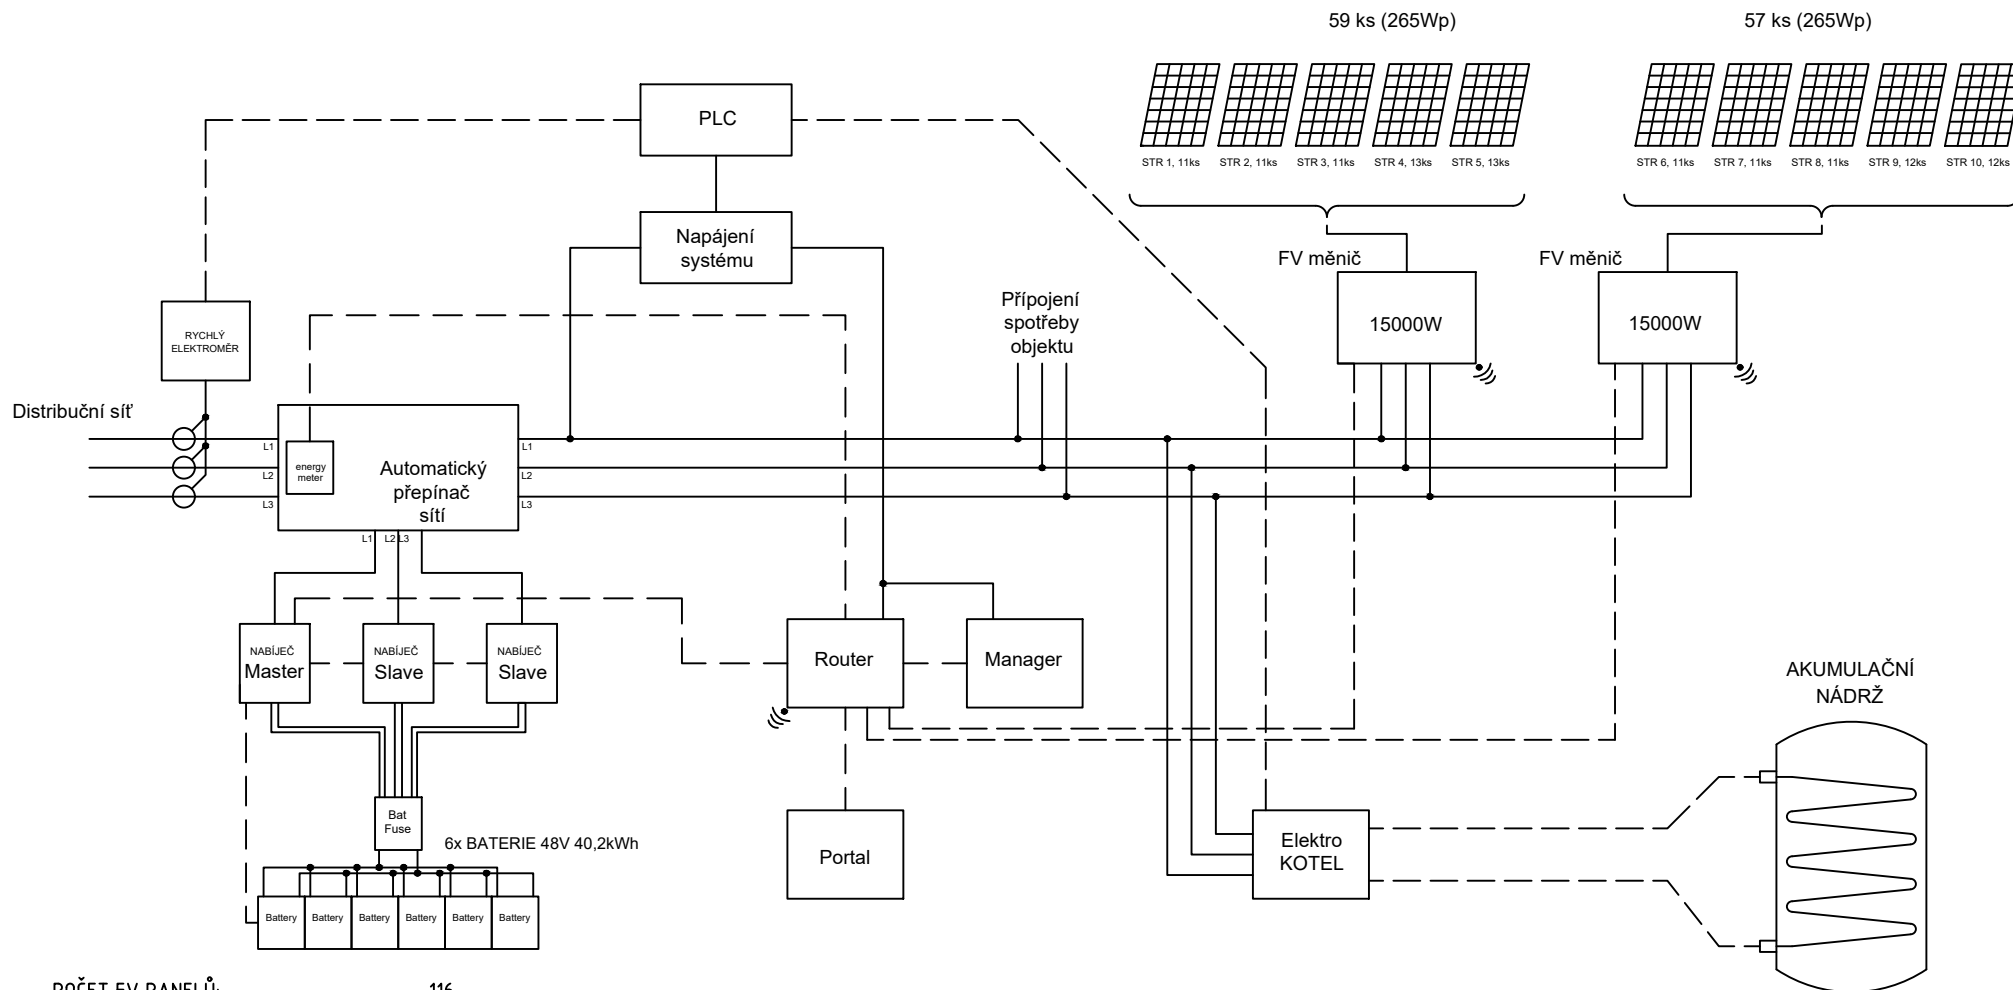 59 ks (265Wp)
57 ks (265Wp)
STR 1, 11ks
STR 2, 11ks
STR 3, 11ks
STR 4, 13ks
STR 5, 13ks
STR 6, 11ks
STR 7, 11ks
STR 8, 11ks
STR 9, 12ks
STR 10, 12ks
PLC
Napájení
systému
FV měnič
15000W
FV měnič
15000W
Přípojení
spotřeby
objektu
RYCHLÝ
ELEKTROMĚR
Distribuční síť
L1
L2
L3
energy
meter
Automatický
přepínač
sítí
L1
L2
L3
L1
L2
L3
NABÍJEČ
Master
NABÍJEČ
Slave
NABÍJEČ
Slave
Router
Manager
AKUMULAČNÍ
NÁDRŽ
Bat
Fuse
6x BATERIE 48V 40,2kWh
Portal
Elektro
KOTEL
Battery
Battery
Battery
Battery
Battery
Battery
POČET FV PANELŮ:
116